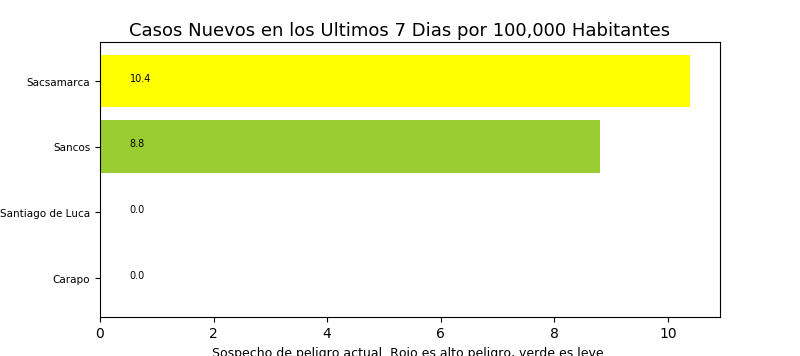 Casos Nuevos en los Ultimos 7 Dias por 100,000 Habitantes
Sacsamarca
10.4
Sancos
8.8
Santiago de Luca
0.0
Carapo
0.0
0 2 4 6 8 10
Sospecho de peligro actual. Rojo es alto peligro, verde es leve